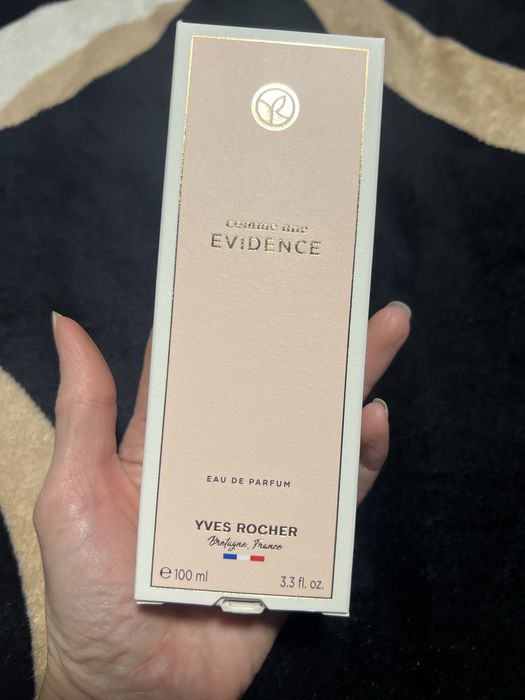 comme une
EVIDENCE
EAU DE PARFUM
YVES ROCHER
Bretagne, France
℮ 100 ml 3.3 fl. oz.